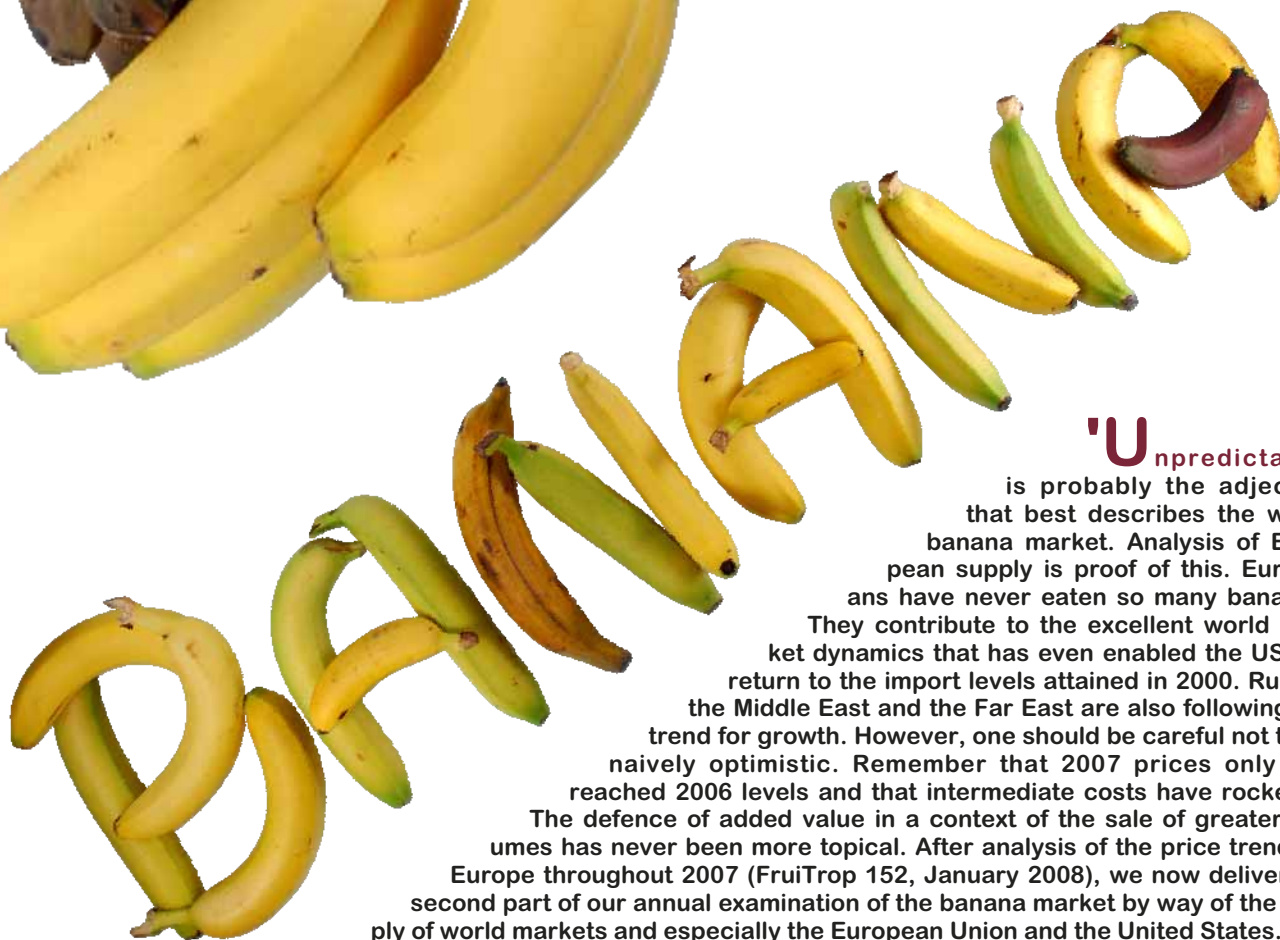 BANANA
'Unpredicta
is probably the adjec
that best describes the w
banana market. Analysis of E
pean supply is proof of this. Eur
ans have never eaten so many bana
They contribute to the excellent world
ket dynamics that has even enabled the US
return to the import levels attained in 2000. Ru
the Middle East and the Far East are also following
trend for growth. However, one should be careful not t
naively optimistic. Remember that 2007 prices only
reached 2006 levels and that intermediate costs have rocke
The defence of added value in a context of the sale of greater
umes has never been more topical. After analysis of the price tren
Europe throughout 2007 (FruiTrop 152, January 2008), we now deliver
second part of our annual examination of the banana market by way of the
ply of world markets and especially the European Union and the United States.